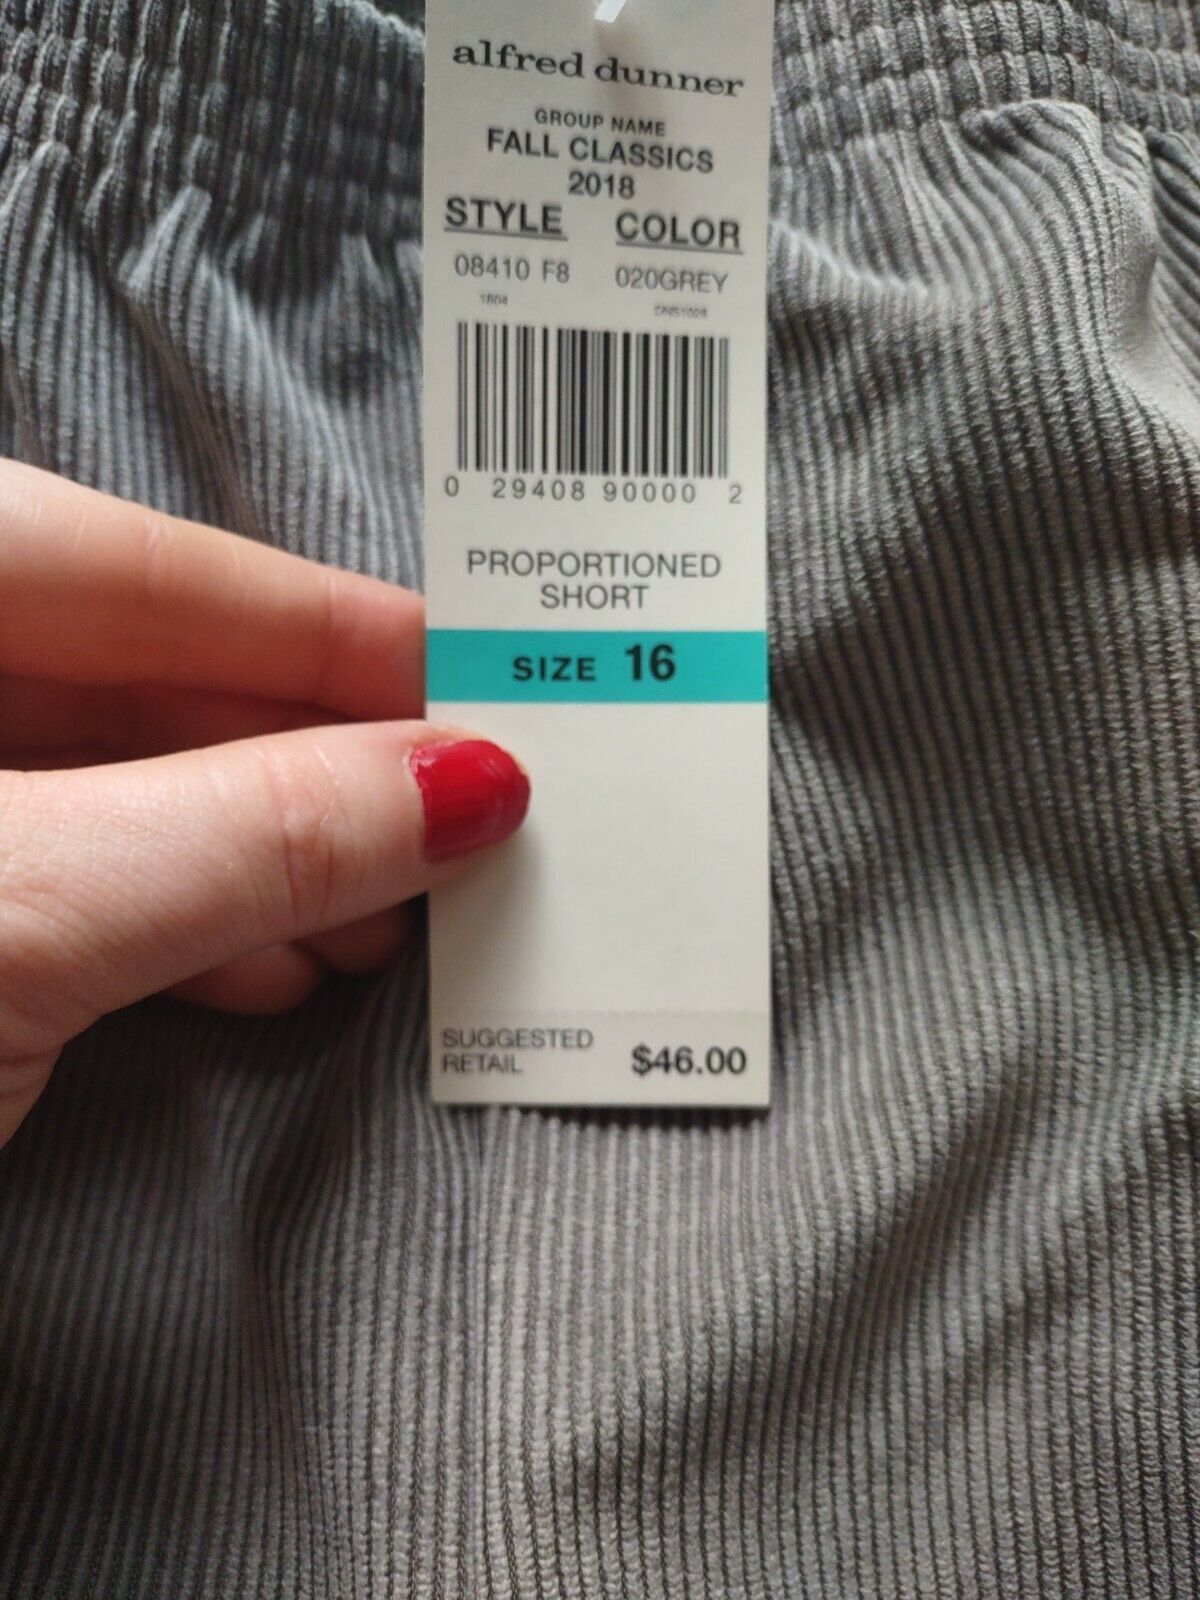 alfred dunner
GROUP NAME
FALL CLASSICS
2018
STYLE COLOR
08410 F8 020GREY
1804
0 29408 90000 2
PROPORTIONED
SHORT
SIZE 16
SUGGESTED
RETAIL $46.00